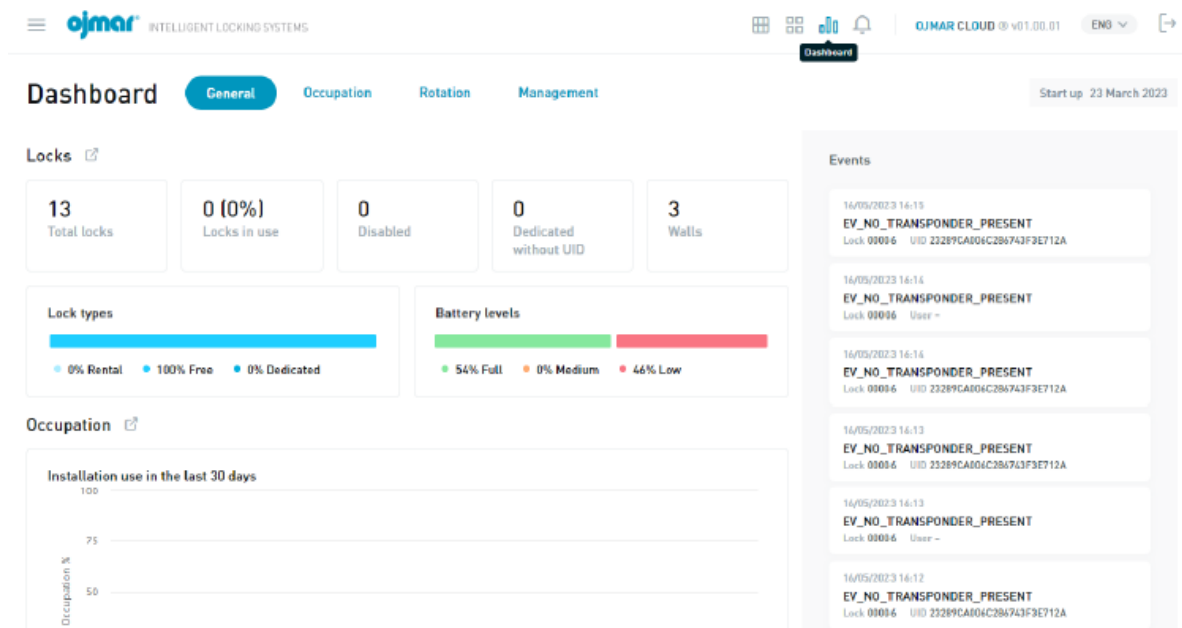 ojmar® INTELLIGENT LOCKING SYSTEMS
OJMAR CLOUD ® v01.00.01
ENG
Dashboard
Dashboard
General
Occupation
Rotation
Management
Start up 23 March 2023
Locks
13
Total locks
0 (0%)
Locks in use
0
Disabled
0
Dedicated
without UID
3
Walls
Lock types
0% Rental
100% Free
0% Dedicated
Battery levels
54% Full
0% Medium
46% Low
Occupation
Installation use in the last 30 days
100
75
50
Occupation %
Events
16/05/2023 16:15
EV_NO_TRANSPONDER_PRESENT
Lock 00006 UID 23289CA006C286743F3E712A
16/05/2023 16:14
EV_NO_TRANSPONDER_PRESENT
Lock 00006 User -
16/05/2023 16:14
EV_NO_TRANSPONDER_PRESENT
Lock 00006 UID 23289CA006C286743F3E712A
16/05/2023 16:13
EV_NO_TRANSPONDER_PRESENT
Lock 00006 UID 23289CA006C286743F3E712A
16/05/2023 16:13
EV_NO_TRANSPONDER_PRESENT
Lock 00006 User -
16/05/2023 16:12
EV_NO_TRANSPONDER_PRESENT
Lock 00006 UID 23289CA006C286743F3E712A